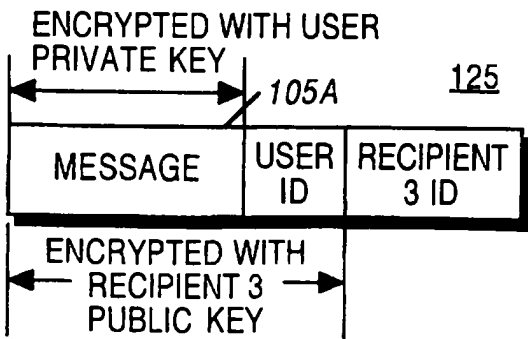 ENCRYPTED WITH USER
PRIVATE KEY
105A
125
MESSAGE
USER
ID
RECIPIENT
3 ID
ENCRYPTED WITH
RECIPIENT 3
PUBLIC KEY